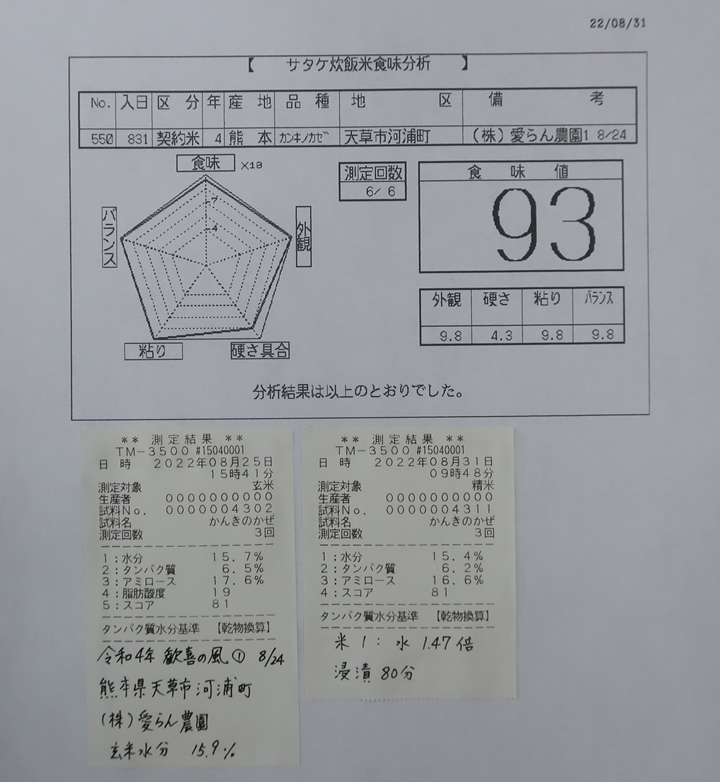 22/08/31
【 サタケ炊飯米食味分析 】
No. 入日 区分 年 産地 品種 地区 備考
550 831 契約米 4 熊本 ｶﾝｷﾉｶｾﾞ 天草市河浦町 (株)愛らん農園1 8/24
食味 ×10
7
4
バランス
外観
粘り
硬さ具合
測定回数
6/ 6
食味値
93
外観 硬さ 粘り ﾊﾞﾗﾝｽ
9.8 4.3 9.8 9.8
分析結果は以上のとおりでした。
** 測定結果 **
TM-3500 #15040001
日時 2022年08月25日
15時41分
測定対象 玄米
生産者 0000000000
試料No. 0000004302
試料名 かんきのかぜ
測定回数 3回
1:水分 15.7%
2:タンパク質 6.5%
3:アミロース 17.6%
4:脂肪酸度 19
5:スコア 81
タンパク質水分基準 【乾物換算】
令和4年 歓喜の風① 8/24
熊本県天草市河浦町
(株)愛らん農園
玄米水分 15.9%
** 測定結果 **
TM-3500 #15040001
日時 2022年08月31日
09時48分
測定対象 精米
生産者 0000000000
試料No. 0000004311
試料名 かんきのかぜ
測定回数 3回
1:水分 15.4%
2:タンパク質 6.2%
3:アミロース 16.6%
4:スコア 81
タンパク質水分基準 【乾物換算】
米 1: 水 1.47倍
浸漬 80分